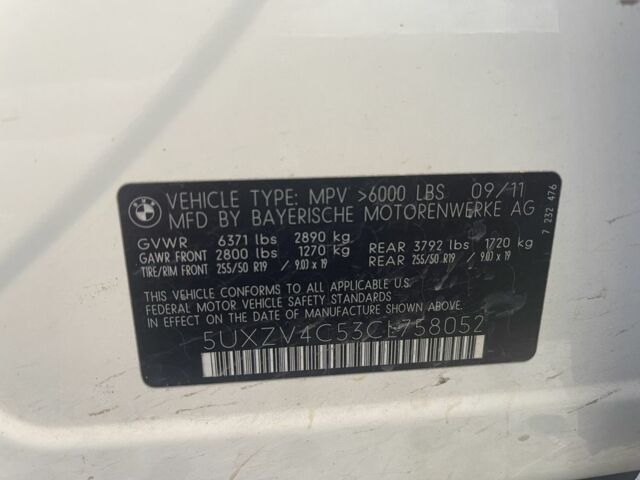 BMW
VEHICLE TYPE: MPV >6000 LBS 09/11
MFD BY BAYERISCHE MOTORENWERKE AG
GVWR 6371 lbs 2890 kg
GAWR FRONT 2800 lbs 1270 kg REAR 3792 lbs 1720 kg
TIRE/RIM FRONT 255/50 R19 / 9.0J x 19 REAR 255/50 R19 / 9.0J x 19
THIS VEHICLE CONFORMS TO ALL APPLICABLE U.S.
FEDERAL MOTOR VEHICLE SAFETY STANDARDS
IN EFFECT ON THE DATE OF MANUFACTURE SHOWN ABOVE.
5UXZV4C53CL758052
7 232 476